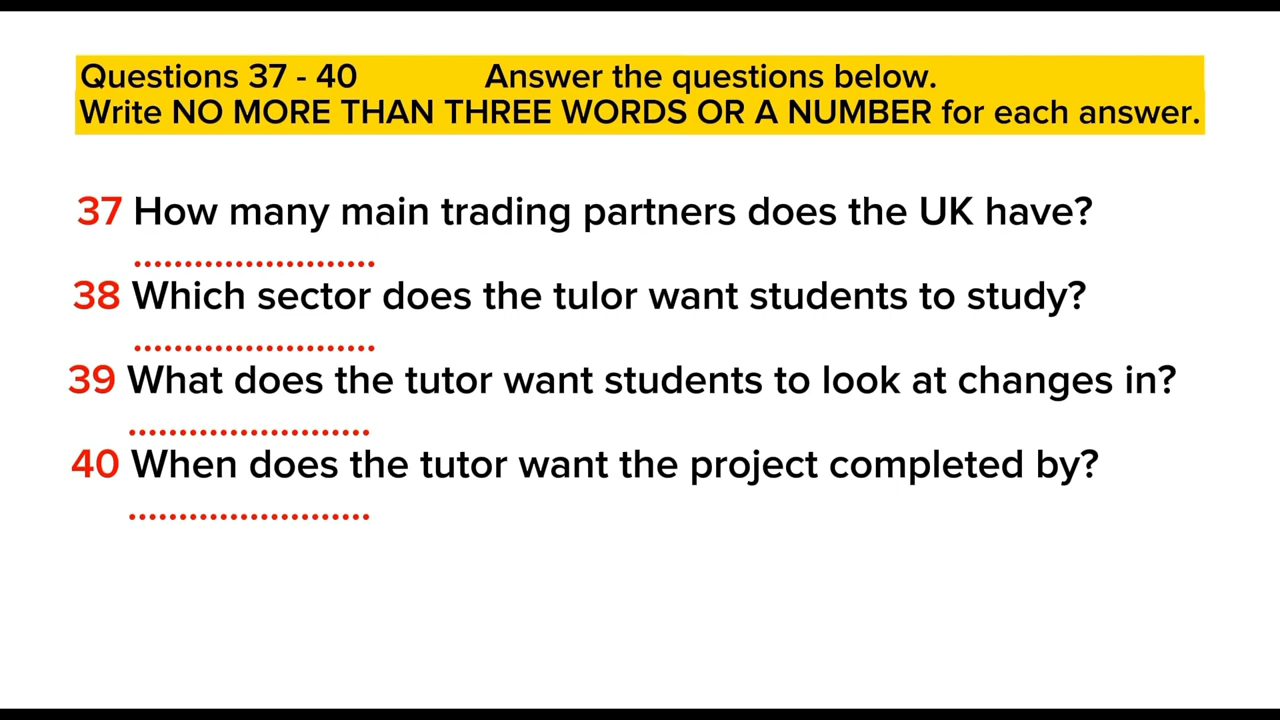 Questions 37 - 40 Answer the questions below.
Write NO MORE THAN THREE WORDS OR A NUMBER for each answer.
37 How many main trading partners does the UK have?
........................
38 Which sector does the tulor want students to study?
........................
39 What does the tutor want students to look at changes in?
........................
40 When does the tutor want the project completed by?
........................